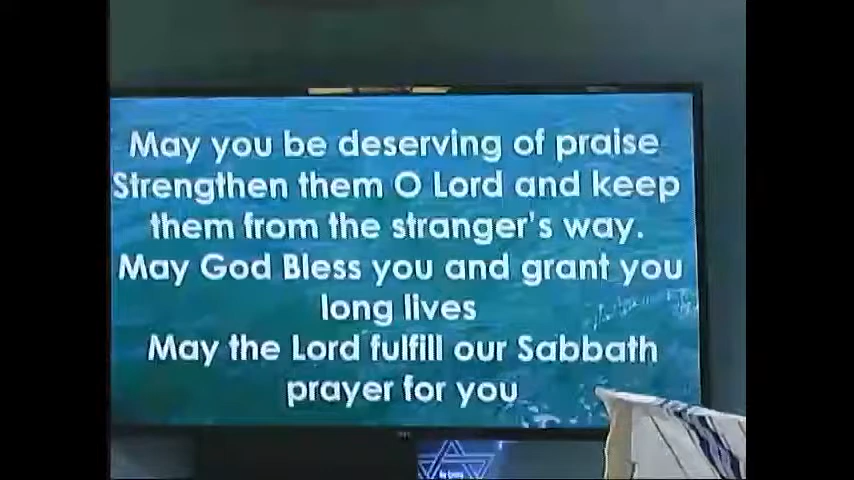 May you be deserving of praise
Strengthen them O Lord and keep
them from the stranger's way.
May God Bless you and grant you
long lives
May the Lord fulfill our Sabbath
prayer for you